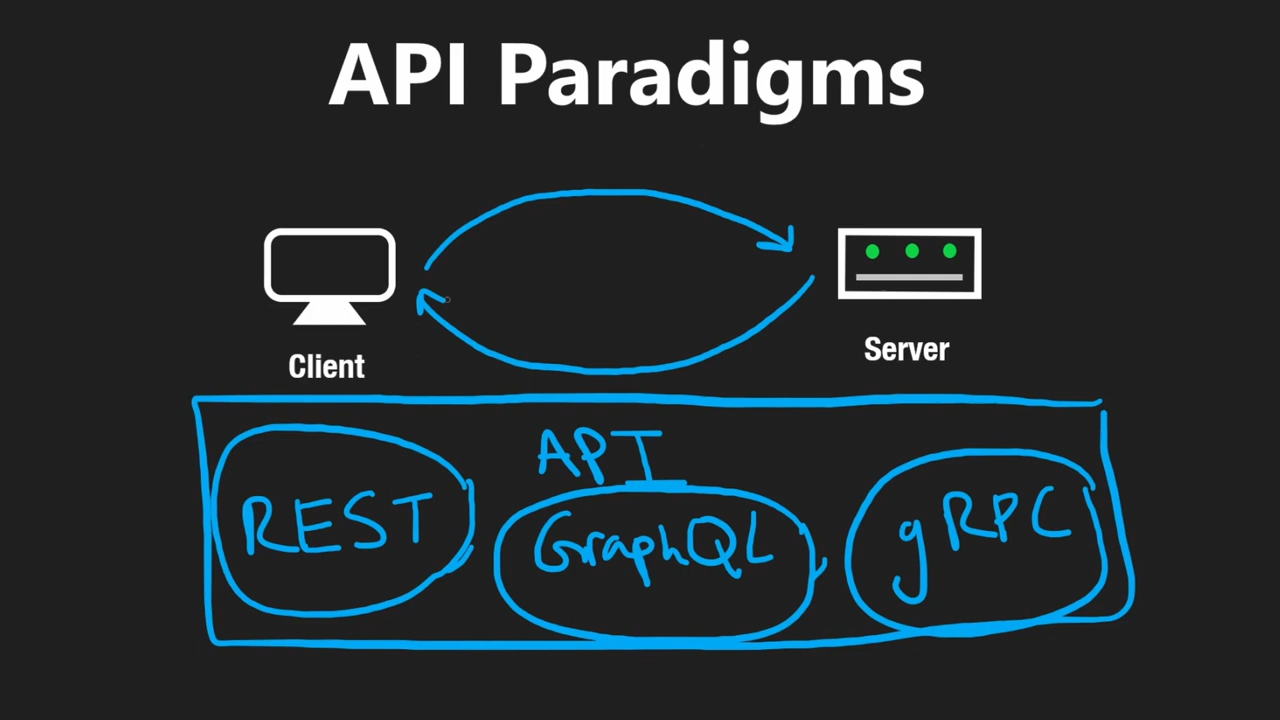 API Paradigms
Client
Server
API
REST
GraphQL
gRPC